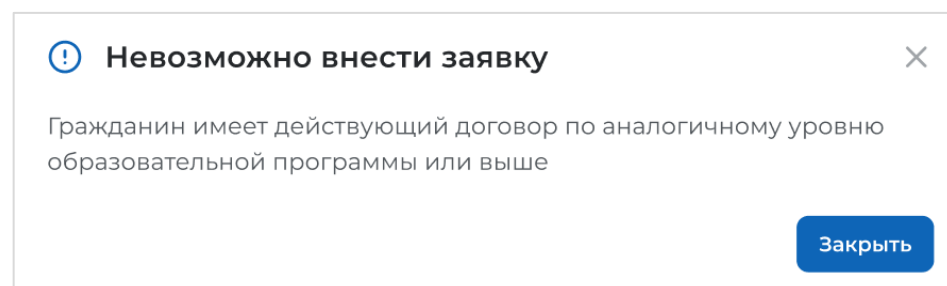 Невозможно внести заявку
Гражданин имеет действующий договор по аналогичному уровню
образовательной программы или выше
Закрыть